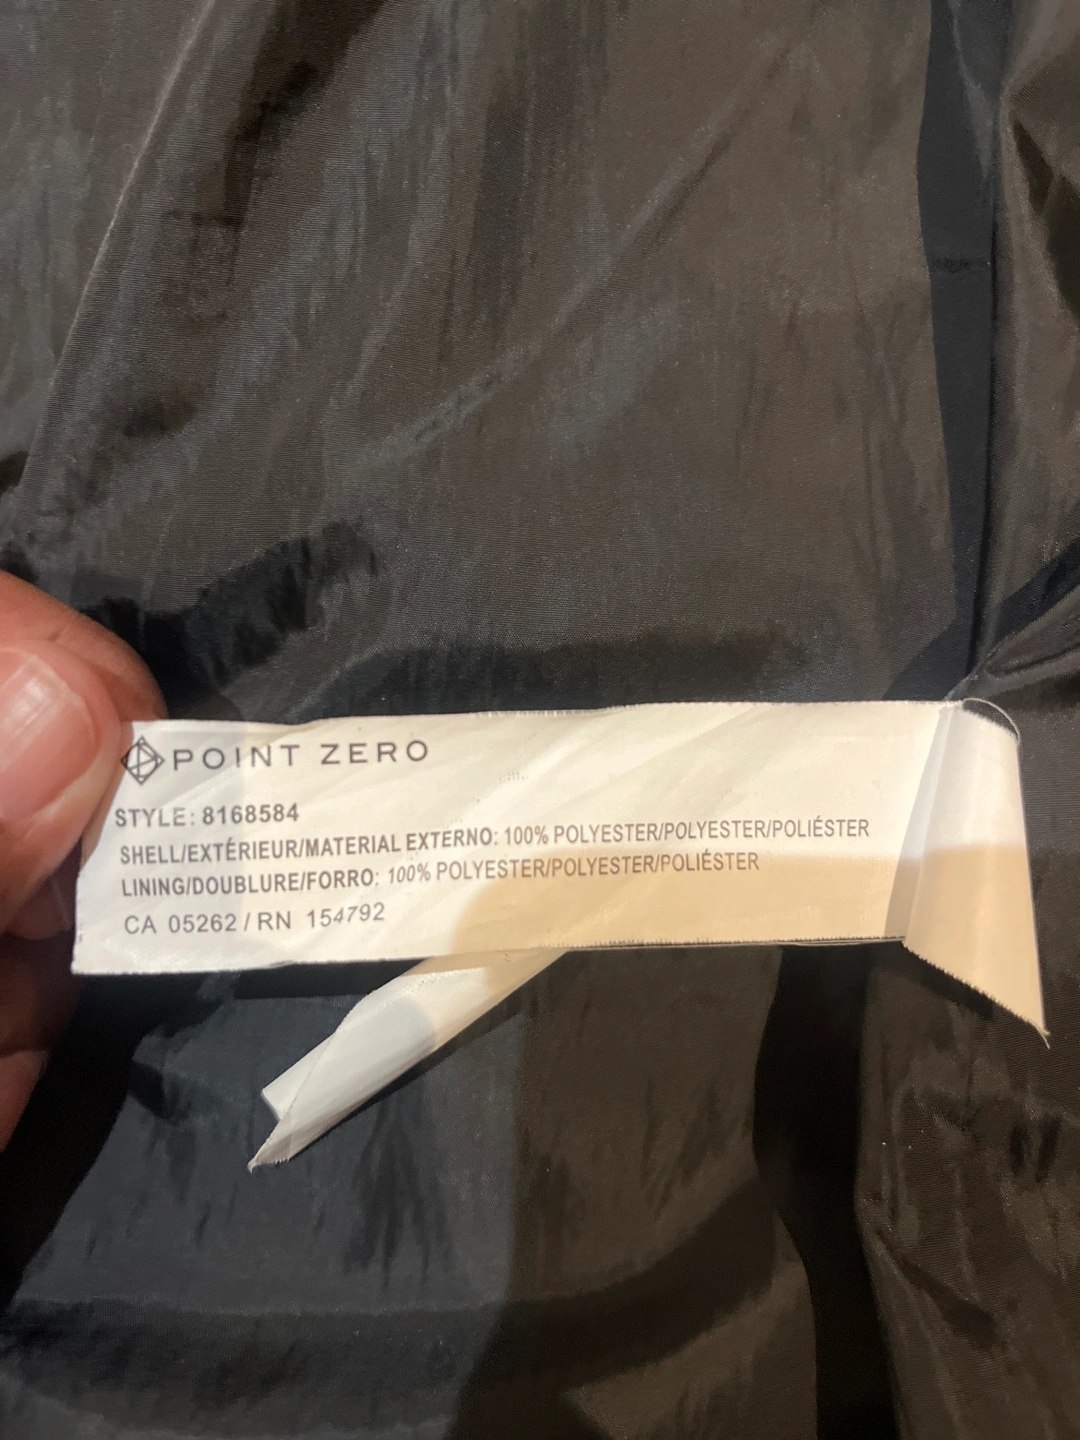 POINT ZERO
STYLE: 8168584
SHELL/EXTÉRIEUR/MATERIAL EXTERNO: 100% POLYESTER/POLYESTER/POLIÉSTER
LINING/DOUBLURE/FORRO: 100% POLYESTER/POLYESTER/POLIÉSTER
CA 05262 / RN 154792